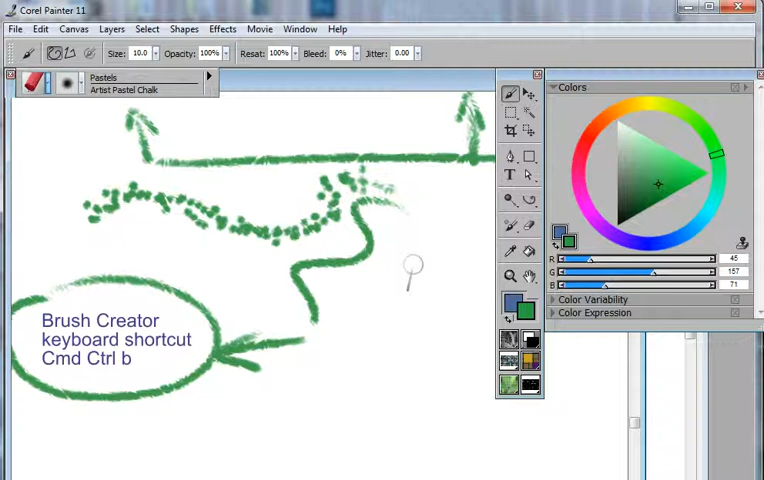 Corel Painter 11
File Edit Canvas Layers Select Shapes Effects Movie Window Help
Size: 10.0 Opacity: 100% Resat: 100% Bleed: 0% Jitter: 0.00
Pastels
Artist Pastel Chalk
Colors
R 45
G 157
B 71
Color Variability
Color Expression
Brush Creator
keyboard shortcut
Cmd Ctrl b